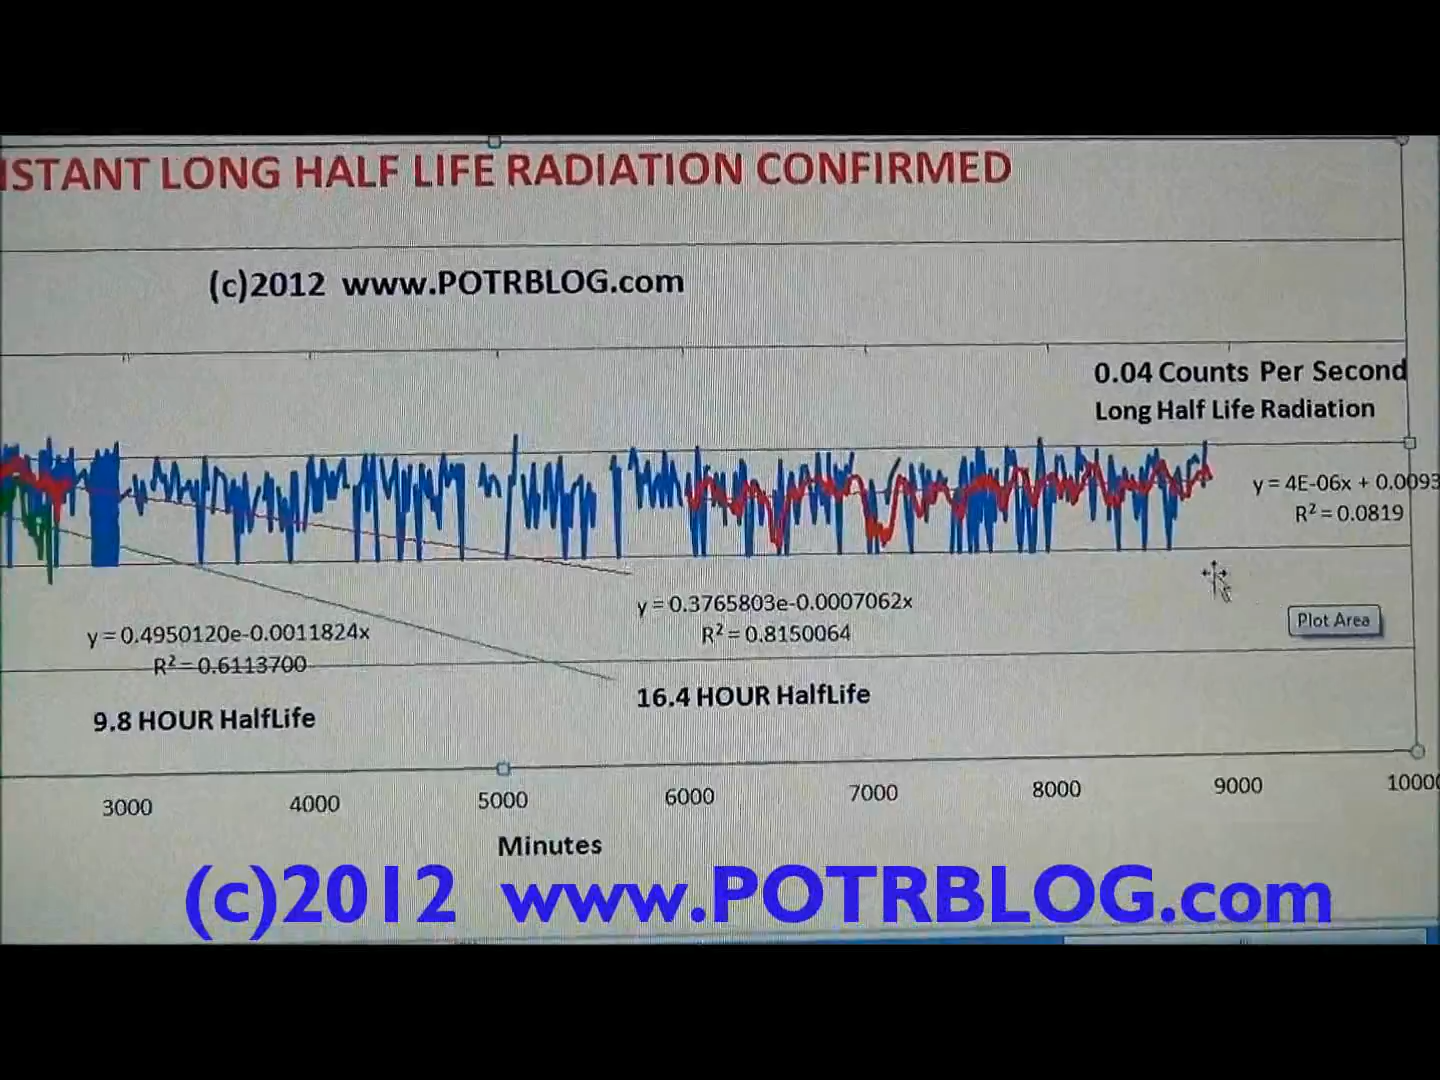 ISTANT LONG HALF LIFE RADIATION CONFIRMED
(c)2012 www.POTRBLOG.com
0.04 Counts Per Second
Long Half Life Radiation
y = 4E-06x + 0.0093
R² = 0.0819
y = 0.3765803e-0.0007062x
R² = 0.8150064
y = 0.4950120e-0.0011824x
R² = 0.6113700
Plot Area
16.4 HOUR HalfLife
9.8 HOUR HalfLife
3000 4000 5000 6000 7000 8000 9000 10000
Minutes
(c)2012 www.POTRBLOG.com